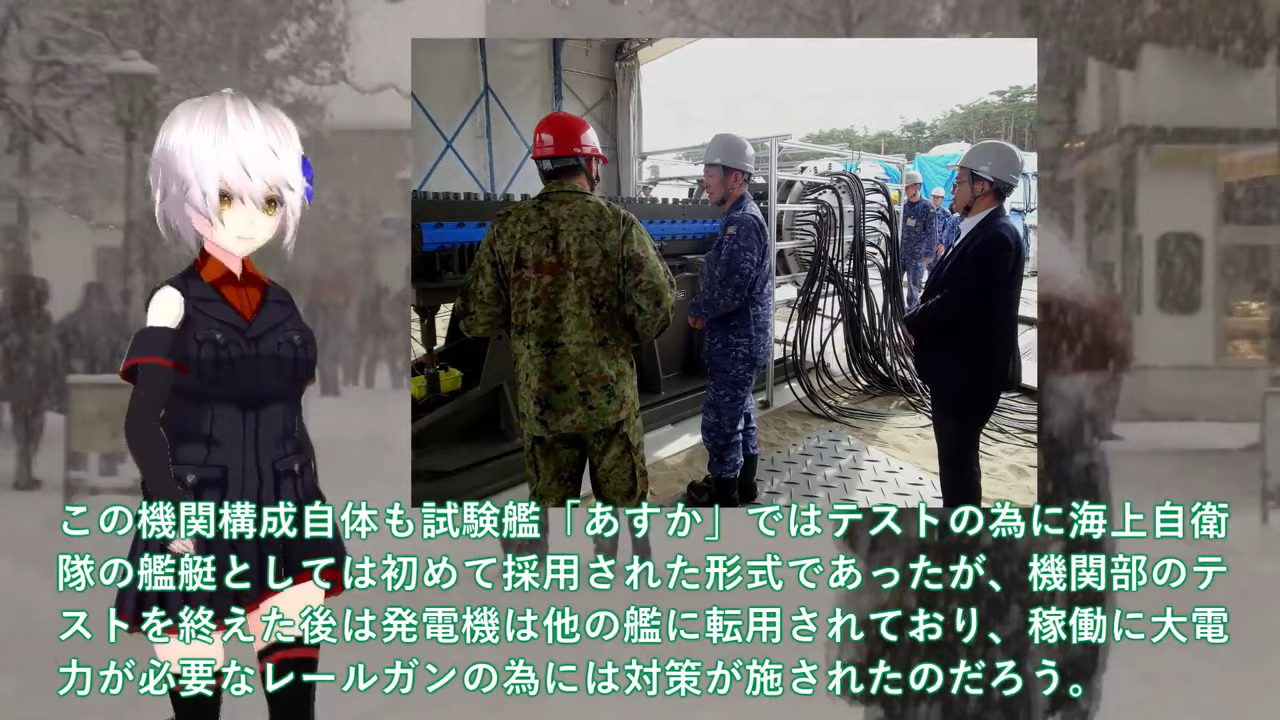 この機関構成自体も試験艦「あすか」ではテストの為に海上自衛
隊の艦艇としては初めて採用された形式であったが、機関部のテ
ストを終えた後は発電機は他の艦に転用されており、稼働に大電
力が必要なレールガンの為には対策が施されたのだろう。